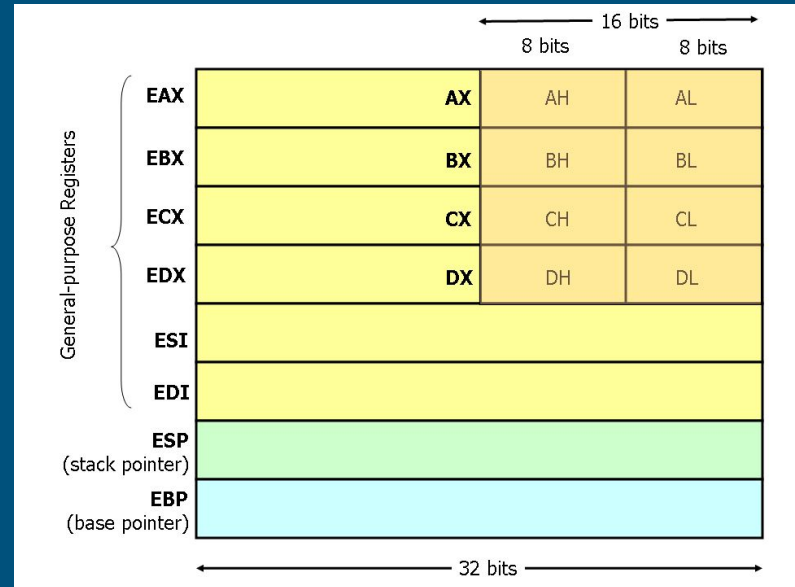 16 bits
8 bits 8 bits
General-purpose Registers
EAX AX AH AL
EBX BX BH BL
ECX CX CH CL
EDX DX DH DL
ESI
EDI
ESP
(stack pointer)
EBP
(base pointer)
32 bits